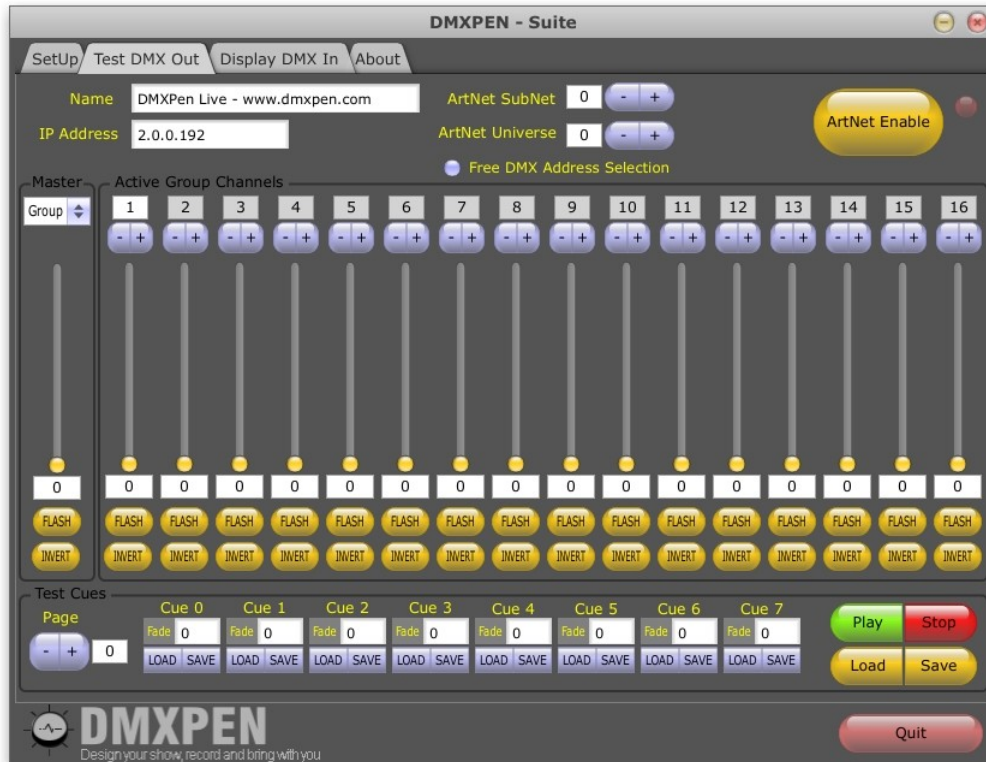 DMXPEN - Suite
SetUp Test DMX Out Display DMX In About
Name DMXPen Live - www.dmxpen.com ArtNet SubNet 0 - +
ArtNet Enable
IP Address 2.0.0.192 ArtNet Universe 0 - +
Free DMX Address Selection
Master Active Group Channels
Group 1 2 3 4 5 6 7 8 9 10 11 12 13 14 15 16
- + - + - + - + - + - + - + - + - + - + - + - + - + - + - + - +
0 0 0 0 0 0 0 0 0 0 0 0 0 0 0 0 0
FLASH FLASH FLASH FLASH FLASH FLASH FLASH FLASH FLASH FLASH FLASH FLASH FLASH FLASH FLASH FLASH FLASH
INVERT INVERT INVERT INVERT INVERT INVERT INVERT INVERT INVERT INVERT INVERT INVERT INVERT INVERT INVERT INVERT INVERT
Test Cues
Page Cue 0 Cue 1 Cue 2 Cue 3 Cue 4 Cue 5 Cue 6 Cue 7
Fade 0 Fade 0 Fade 0 Fade 0 Fade 0 Fade 0 Fade 0 Fade 0 Play Stop
- + 0 LOAD SAVE LOAD SAVE LOAD SAVE LOAD SAVE LOAD SAVE LOAD SAVE LOAD SAVE LOAD SAVE Load Save
DMXPEN
Design your show, record and bring with you
Quit